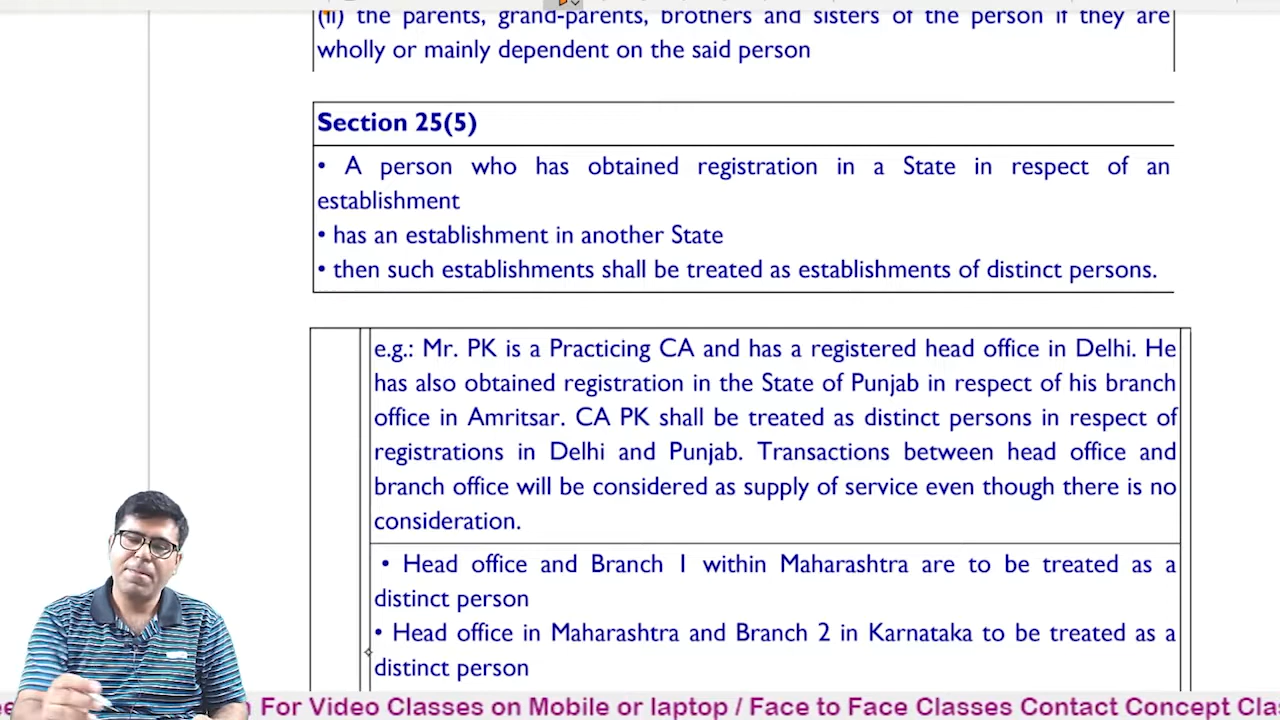 (ii) the parents, grand-parents, brothers and sisters of the person if they are
wholly or mainly dependent on the said person
Section 25(5)
• A person who has obtained registration in a State in respect of an
establishment
• has an establishment in another State
• then such establishments shall be treated as establishments of distinct persons.
e.g.: Mr. PK is a Practicing CA and has a registered head office in Delhi. He
has also obtained registration in the State of Punjab in respect of his branch
office in Amritsar. CA PK shall be treated as distinct persons in respect of
registrations in Delhi and Punjab. Transactions between head office and
branch office will be considered as supply of service even though there is no
consideration.
• Head office and Branch 1 within Maharashtra are to be treated as a
distinct person
• Head office in Maharashtra and Branch 2 in Karnataka to be treated as a
distinct person
For Video Classes on Mobile or laptop / Face to Face Classes Contact Concept Cla